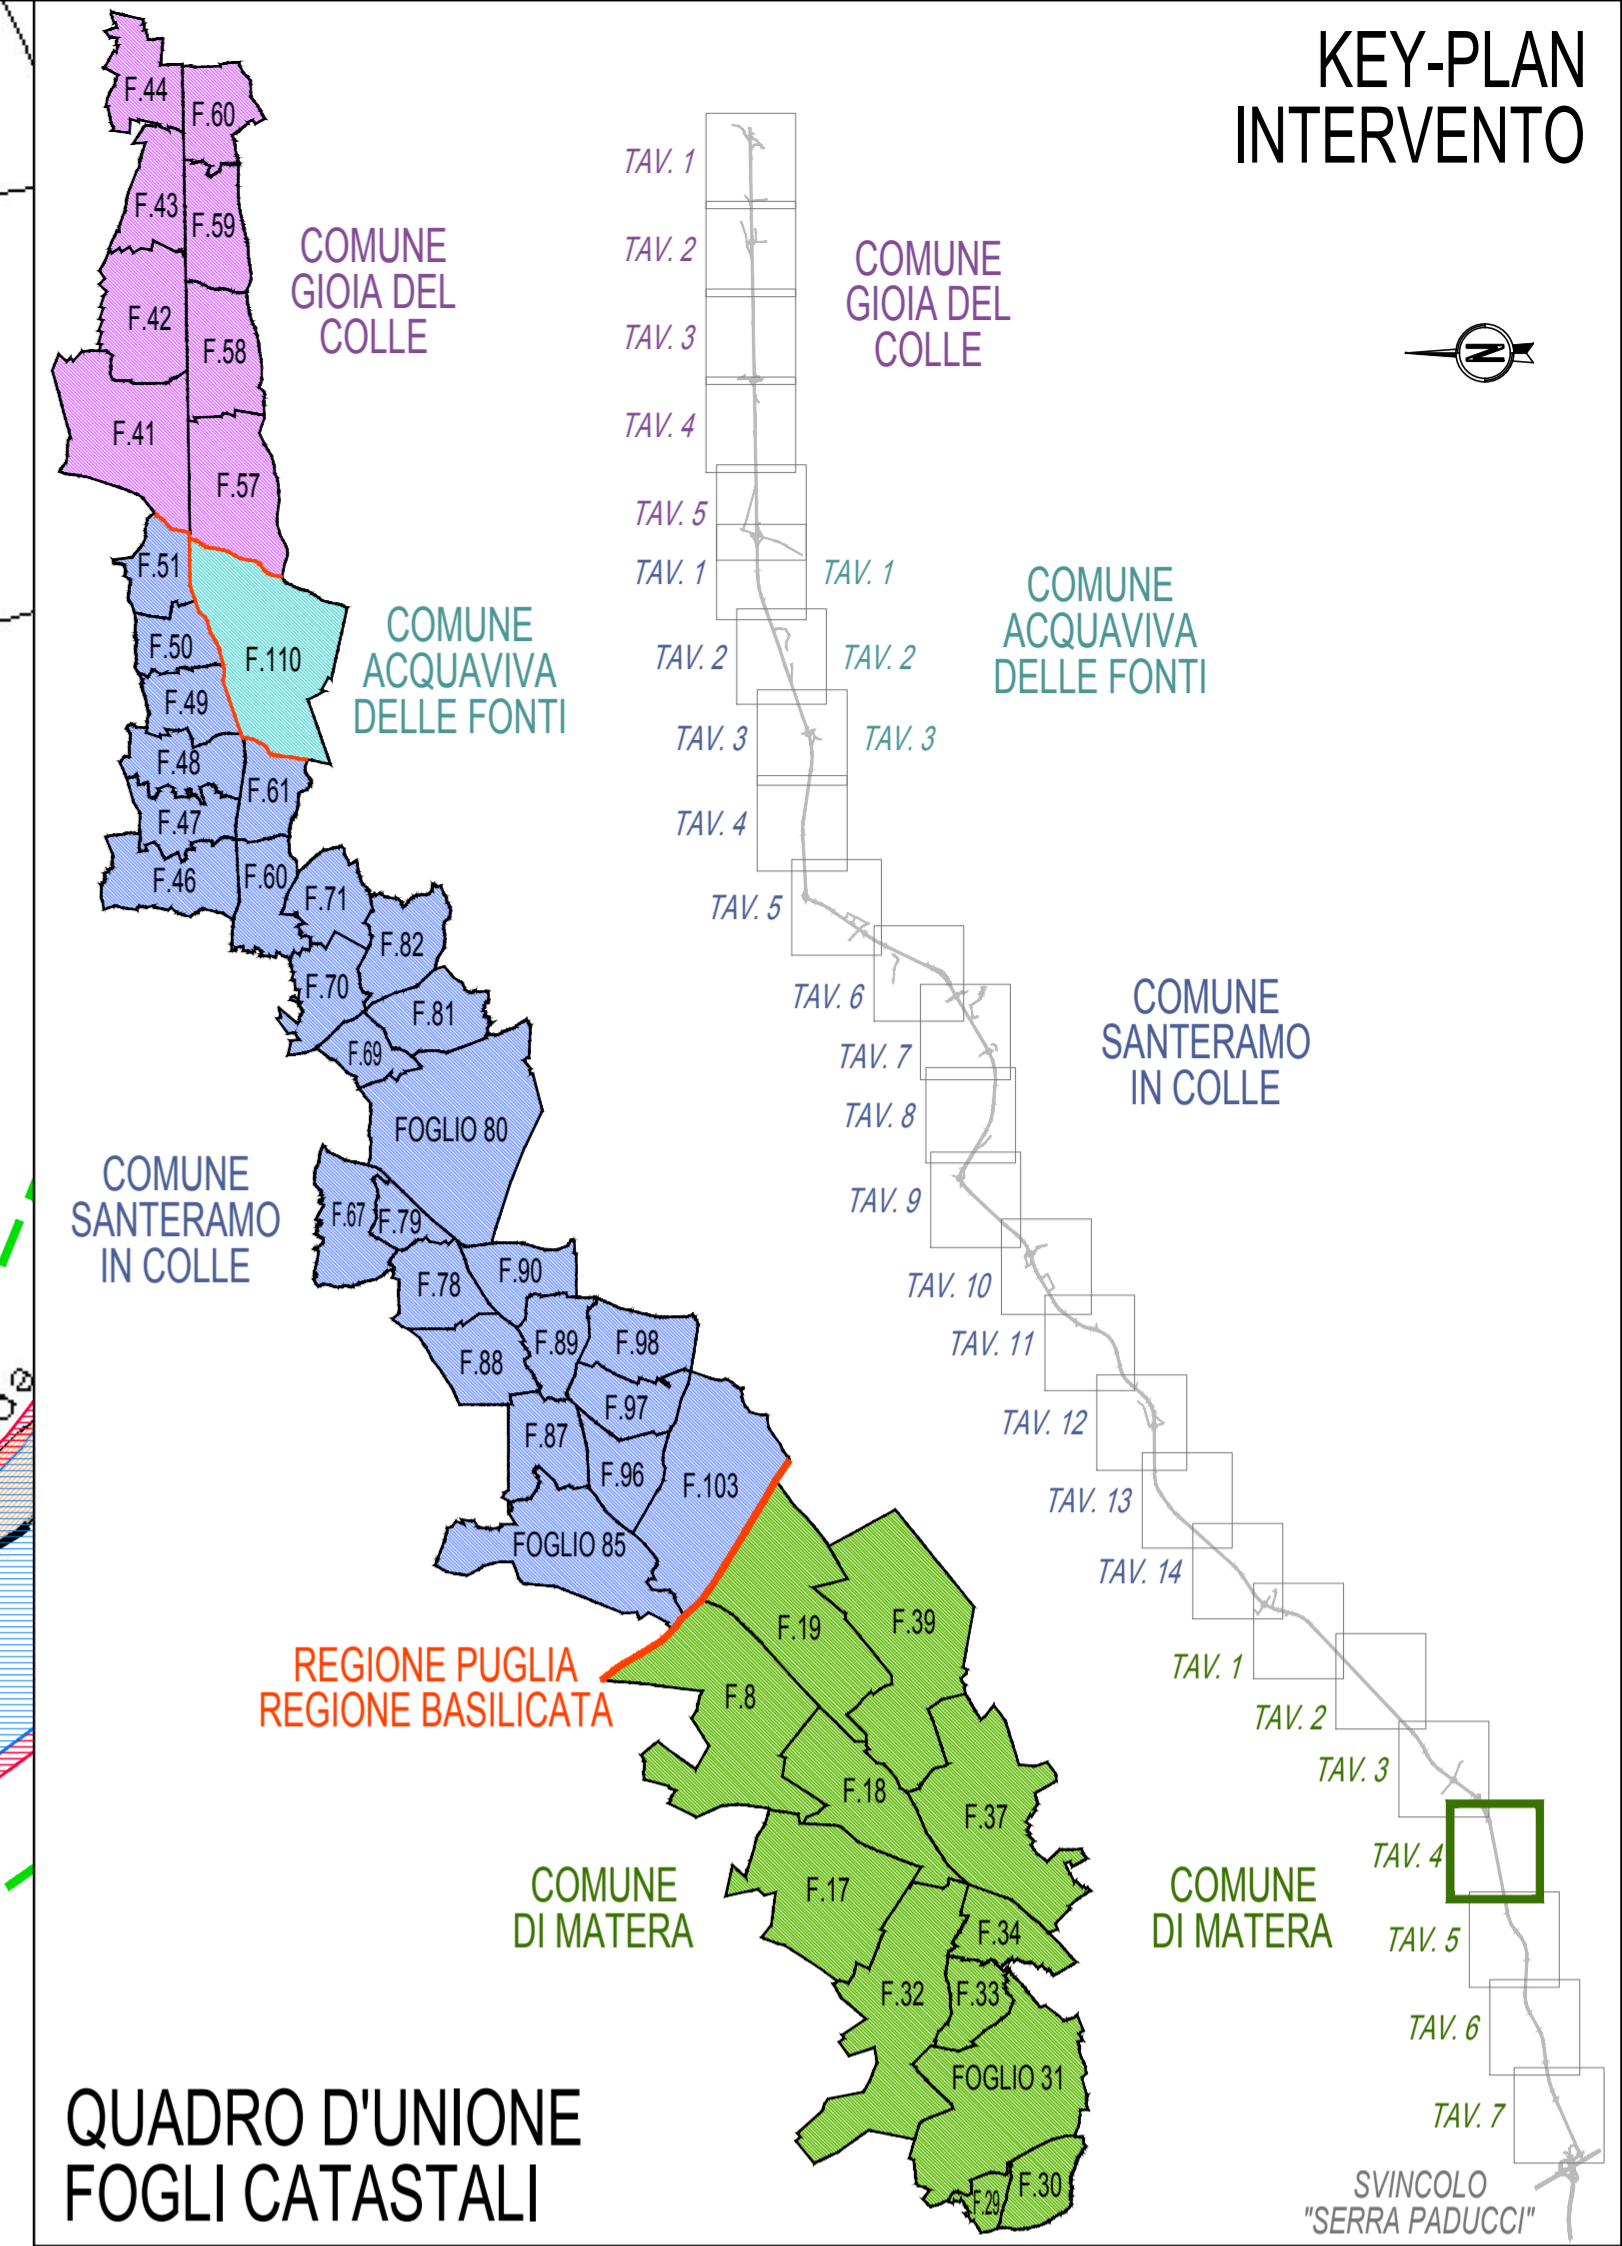 KEY-PLAN
INTERVENTO
N
F.44
F.60
F.43
F.59
F.42
F.58
F.41
F.57
COMUNE
GIOIA DEL
COLLE
F.51
F.110
F.50
F.49
F.48
F.61
F.47
F.46
F.60
COMUNE
ACQUAVIVA
DELLE FONTI
F.71
F.82
F.70
F.81
F.69
FOGLIO 80
F.67
F.79
F.78
F.90
F.89
F.98
F.88
F.97
F.87
F.96
F.103
FOGLIO 85
COMUNE
SANTERAMO
IN COLLE
REGIONE PUGLIA
REGIONE BASILICATA
F.19
F.39
F.8
F.18
F.37
F.17
F.34
F.32
F.33
FOGLIO 31
F.30
F.29
COMUNE
DI MATERA
QUADRO D'UNIONE
FOGLI CATASTALI
TAV. 1
TAV. 2
TAV. 3
TAV. 4
TAV. 5
COMUNE
GIOIA DEL
COLLE
TAV. 1
TAV. 1
TAV. 2
TAV. 2
TAV. 3
TAV. 3
COMUNE
ACQUAVIVA
DELLE FONTI
TAV. 4
TAV. 5
TAV. 6
TAV. 7
TAV. 8
TAV. 9
TAV. 10
TAV. 11
TAV. 12
TAV. 13
TAV. 14
COMUNE
SANTERAMO
IN COLLE
TAV. 1
TAV. 2
TAV. 3
TAV. 4
TAV. 5
TAV. 6
TAV. 7
COMUNE
DI MATERA
SVINCOLO
"SERRA PADUCCI"